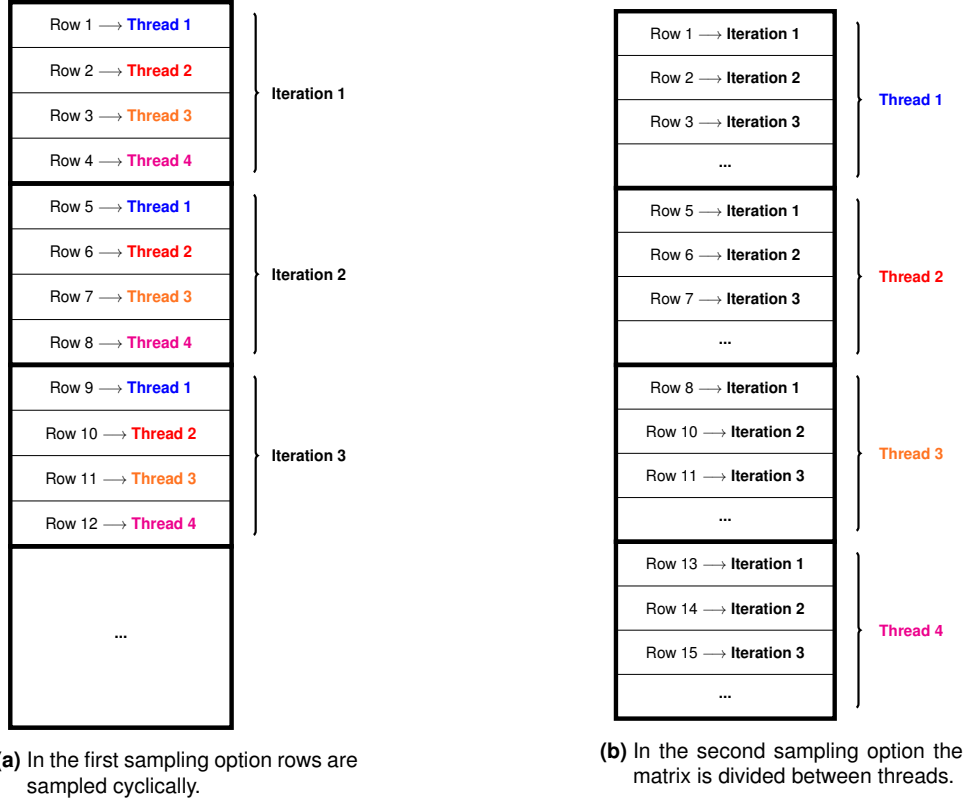 Row 1 ⟶ Thread 1
Row 2 ⟶ Thread 2
Row 3 ⟶ Thread 3
Row 4 ⟶ Thread 4
Iteration 1
Row 5 ⟶ Thread 1
Row 6 ⟶ Thread 2
Row 7 ⟶ Thread 3
Row 8 ⟶ Thread 4
Iteration 2
Row 9 ⟶ Thread 1
Row 10 ⟶ Thread 2
Row 11 ⟶ Thread 3
Row 12 ⟶ Thread 4
Iteration 3
...
(a) In the first sampling option rows are
sampled cyclically.
Row 1 ⟶ Iteration 1
Row 2 ⟶ Iteration 2
Row 3 ⟶ Iteration 3
...
Thread 1
Row 5 ⟶ Iteration 1
Row 6 ⟶ Iteration 2
Row 7 ⟶ Iteration 3
...
Thread 2
Row 8 ⟶ Iteration 1
Row 10 ⟶ Iteration 2
Row 11 ⟶ Iteration 3
...
Thread 3
Row 13 ⟶ Iteration 1
Row 14 ⟶ Iteration 2
Row 15 ⟶ Iteration 3
...
Thread 4
(b) In the second sampling option the
matrix is divided between threads.